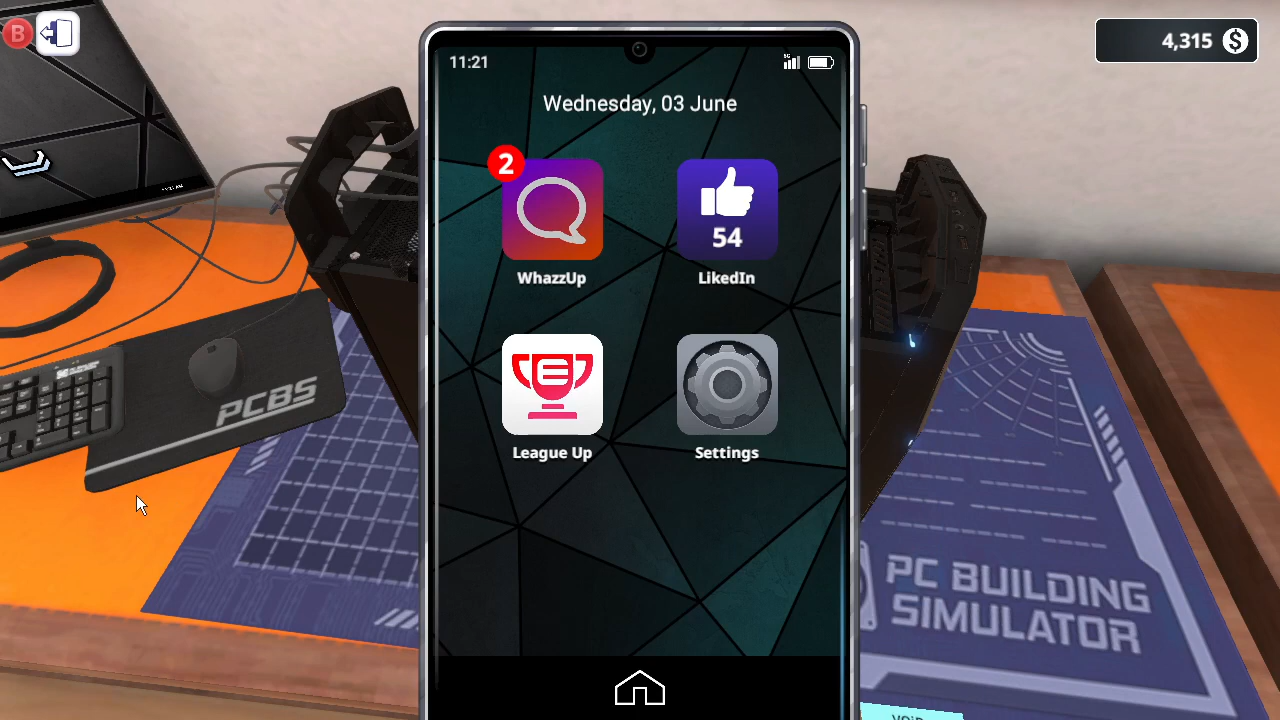 B
4,315 $
11:21
Wednesday, 03 June
2
54
WhazzUp
LikedIn
League Up
Settings
PCBS
PC BUILDING
SIMULATOR